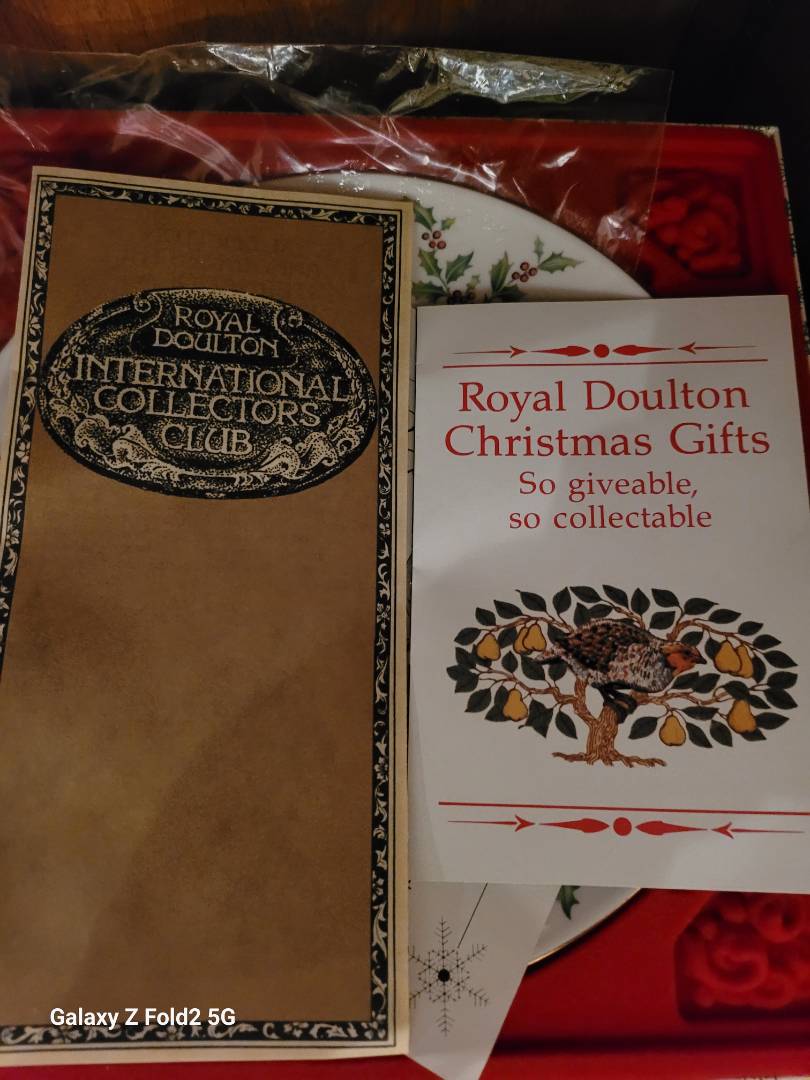 ROYAL
DOULTON
INTERNATIONAL
COLLECTORS
CLUB
Royal Doulton
Christmas Gifts
So giveable,
so collectable
Galaxy Z Fold2 5G